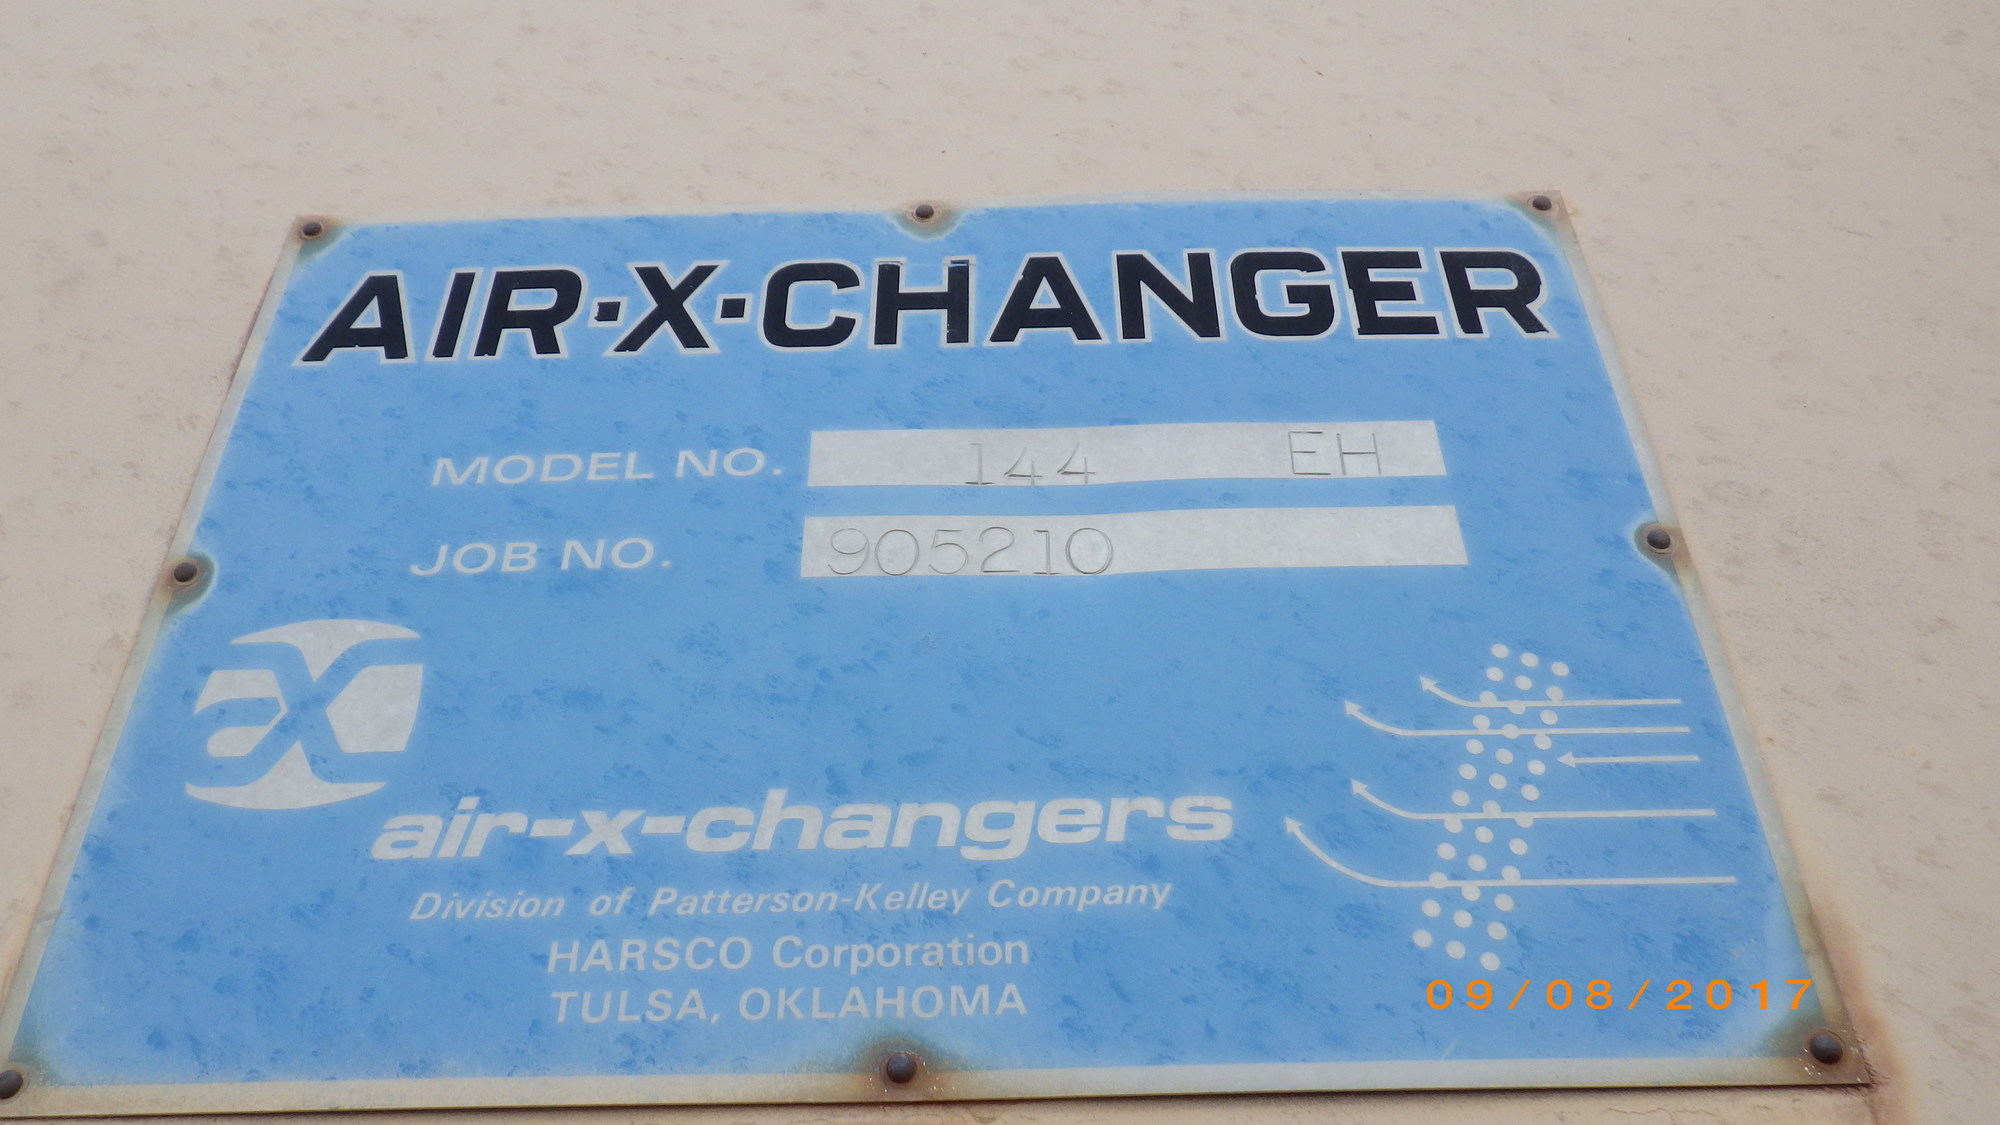 AIR·X·CHANGER
MODEL NO. 144 EH
JOB NO. 905210
aX
air-x-changers
Division of Patterson-Kelley Company
HARSCO Corporation
TULSA, OKLAHOMA
09/08/2017